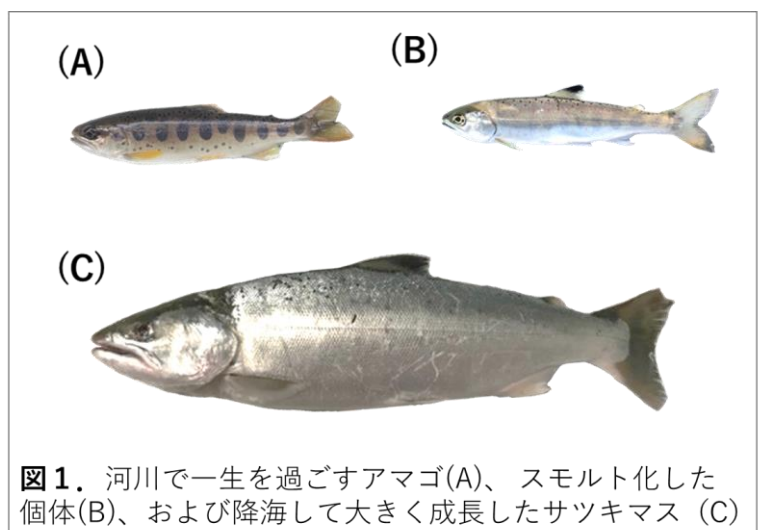 (A)
(B)
(C)
図1. 河川で一生を過ごすアマゴ(A)、 スモルト化した
個体(B)、および降海して大きく成長したサツキマス（C）